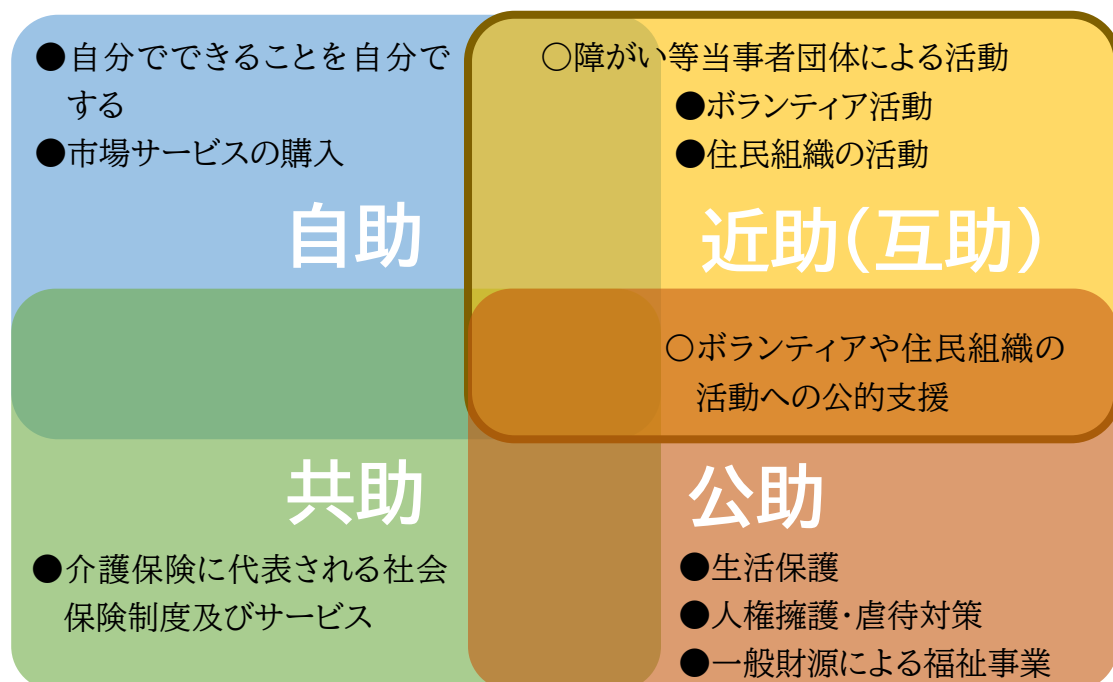 ●自分でできることを自分で
する
●市場サービスの購入
自助
○障がい等当事者団体による活動
●ボランティア活動
●住民組織の活動
近助(互助)
○ボランティアや住民組織の
活動への公的支援
共助
●介護保険に代表される社会
保険制度及びサービス
公助
●生活保護
●人権擁護・虐待対策
●一般財源による福祉事業